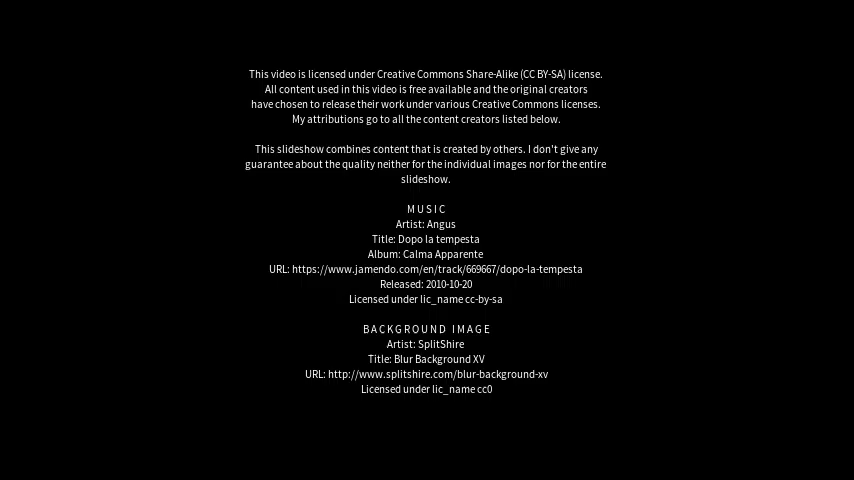 This video is licensed under Creative Commons Share-Alike (CC BY-SA) license.
All content used in this video is free available and the original creators
have chosen to release their work under various Creative Commons licenses.
My attributions go to all the content creators listed below.
This slideshow combines content that is created by others. I don't give any
guarantee about the quality neither for the individual images nor for the entire
slideshow.
MUSIC
Artist: Angus
Title: Dopo la tempesta
Album: Calma Apparente
URL: https://www.jamendo.com/en/track/669667/dopo-la-tempesta
Released: 2010-10-20
Licensed under lic_name cc-by-sa
BACKGROUND IMAGE
Artist: SplitShire
Title: Blur Background XV
URL: http://www.splitshire.com/blur-background-xv
Licensed under lic_name cc0